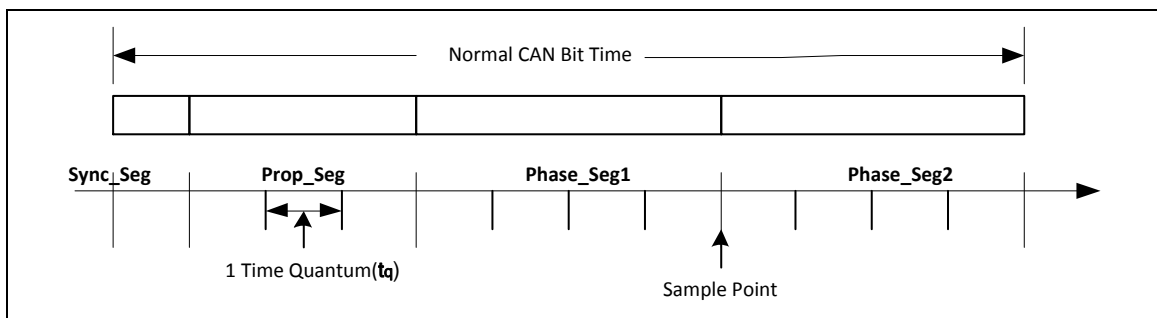 Normal CAN Bit Time
Sync_Seg Prop_Seg Phase_Seg1 Phase_Seg2
1 Time Quantum(tq)
Sample Point